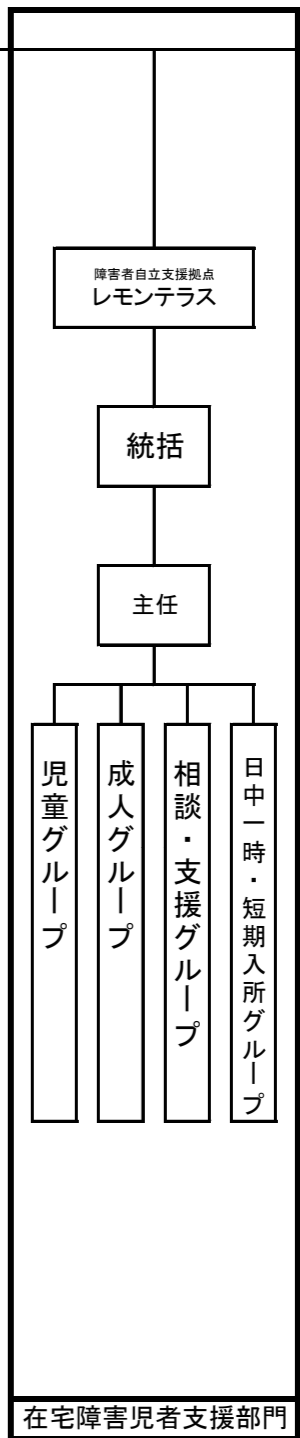 障害者自立支援拠点
レモンテラス
統括
主任
児童グループ
成人グループ
相談・支援グループ
日中一時・短期入所グループ
在宅障害児者支援部門